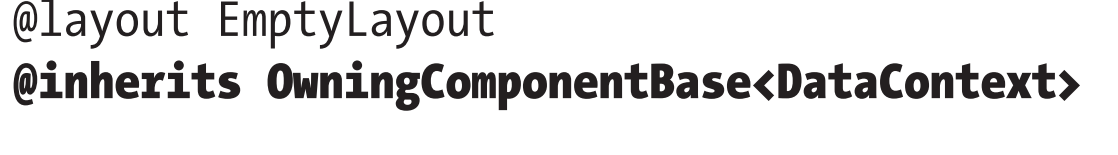 @layout EmptyLayout
@inherits OwningComponentBase<DataContext>